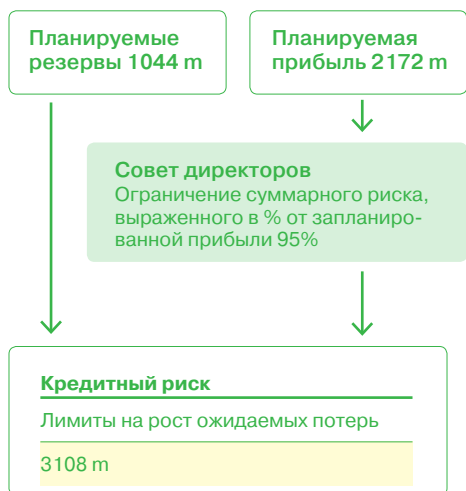 Планируемые
резервы 1044 m
Планируемая
прибыль 2172 m
Совет директоров
Ограничение суммарного риска,
выраженного в % от запланиро-
ванной прибыли 95%
Кредитный риск
Лимиты на рост ожидаемых потерь
3108 m